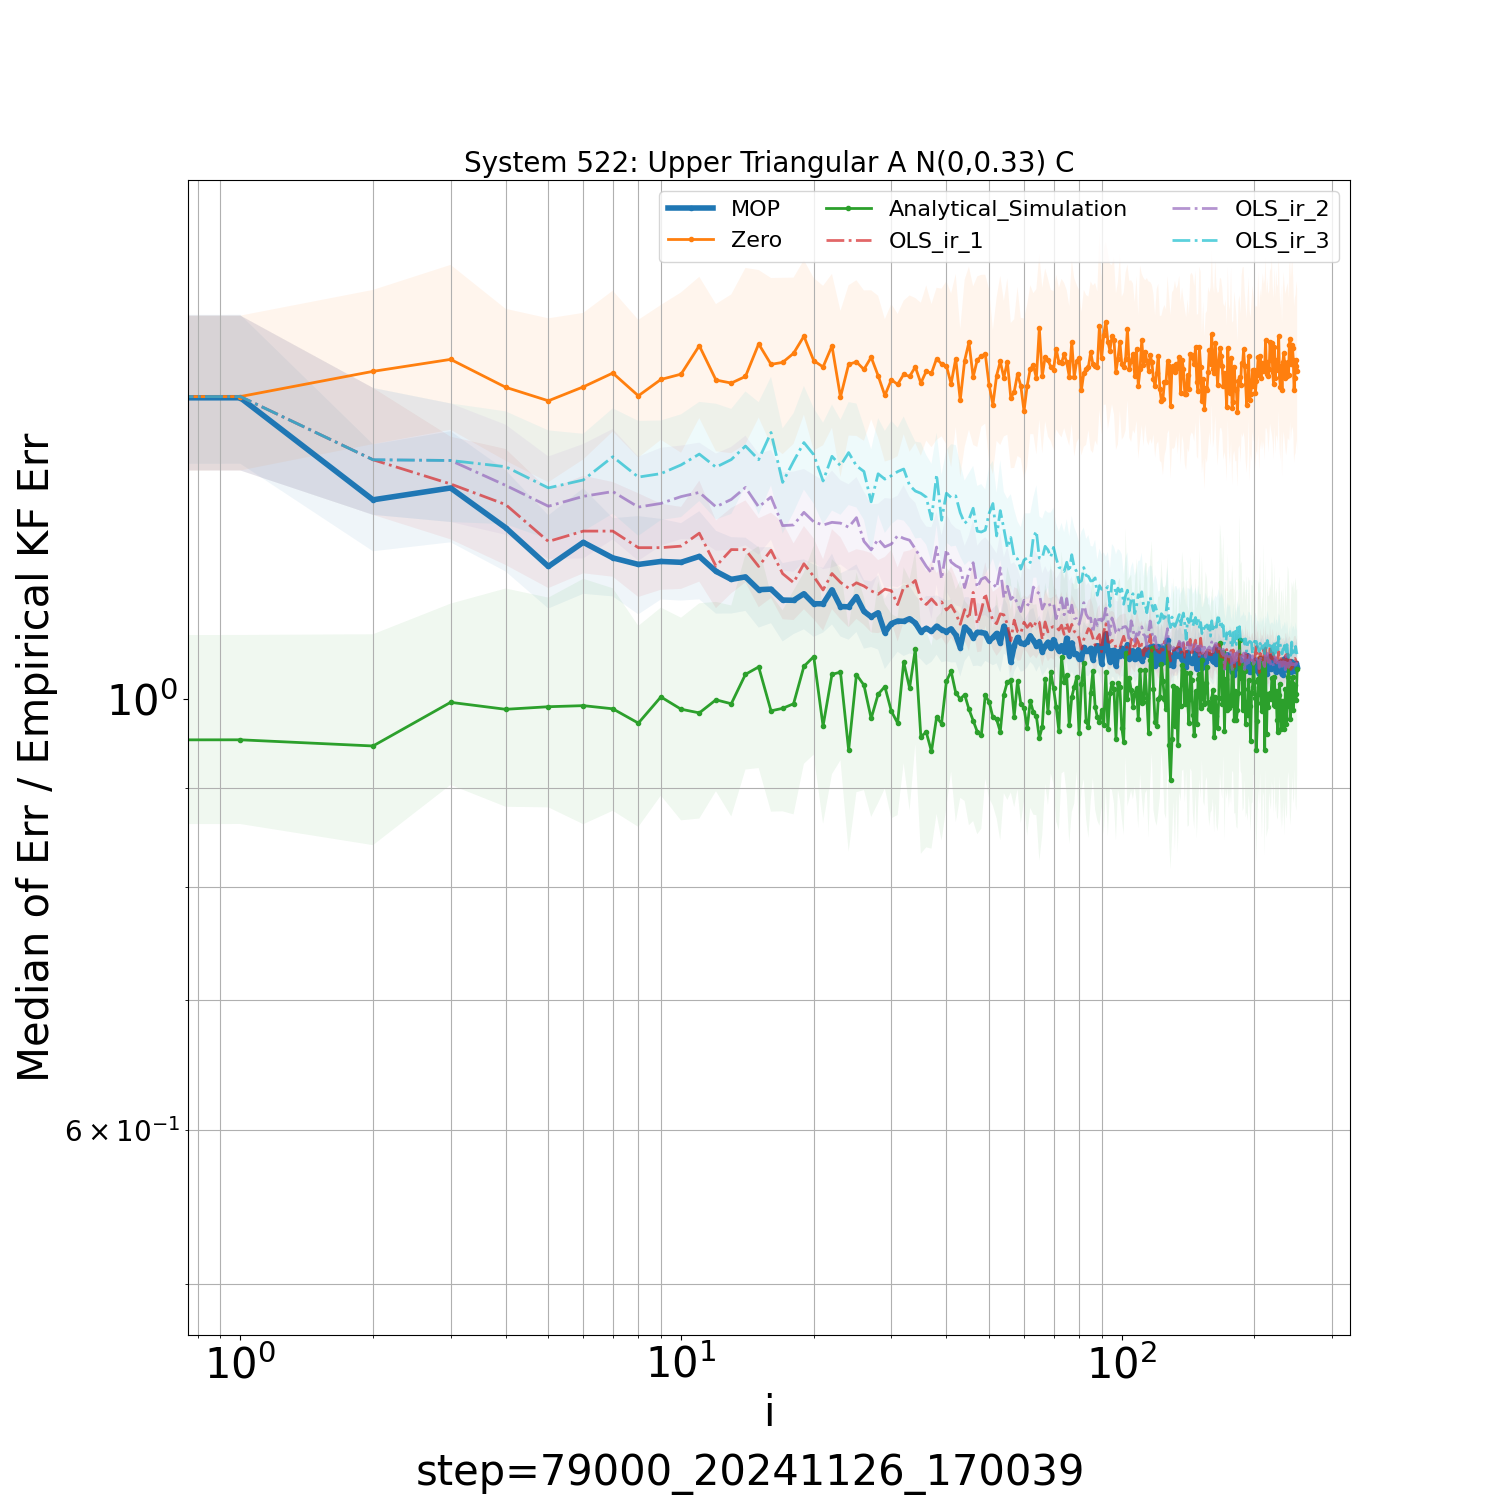 System 522: Upper Triangular A N(0,0.33) C
MOP
Zero
Analytical_Simulation
OLS_ir_1
OLS_ir_2
OLS_ir_3
Median of Err / Empirical KF Err
10⁰
6 × 10⁻¹
10⁰ 10¹ 10²
i
step=79000_20241126_170039